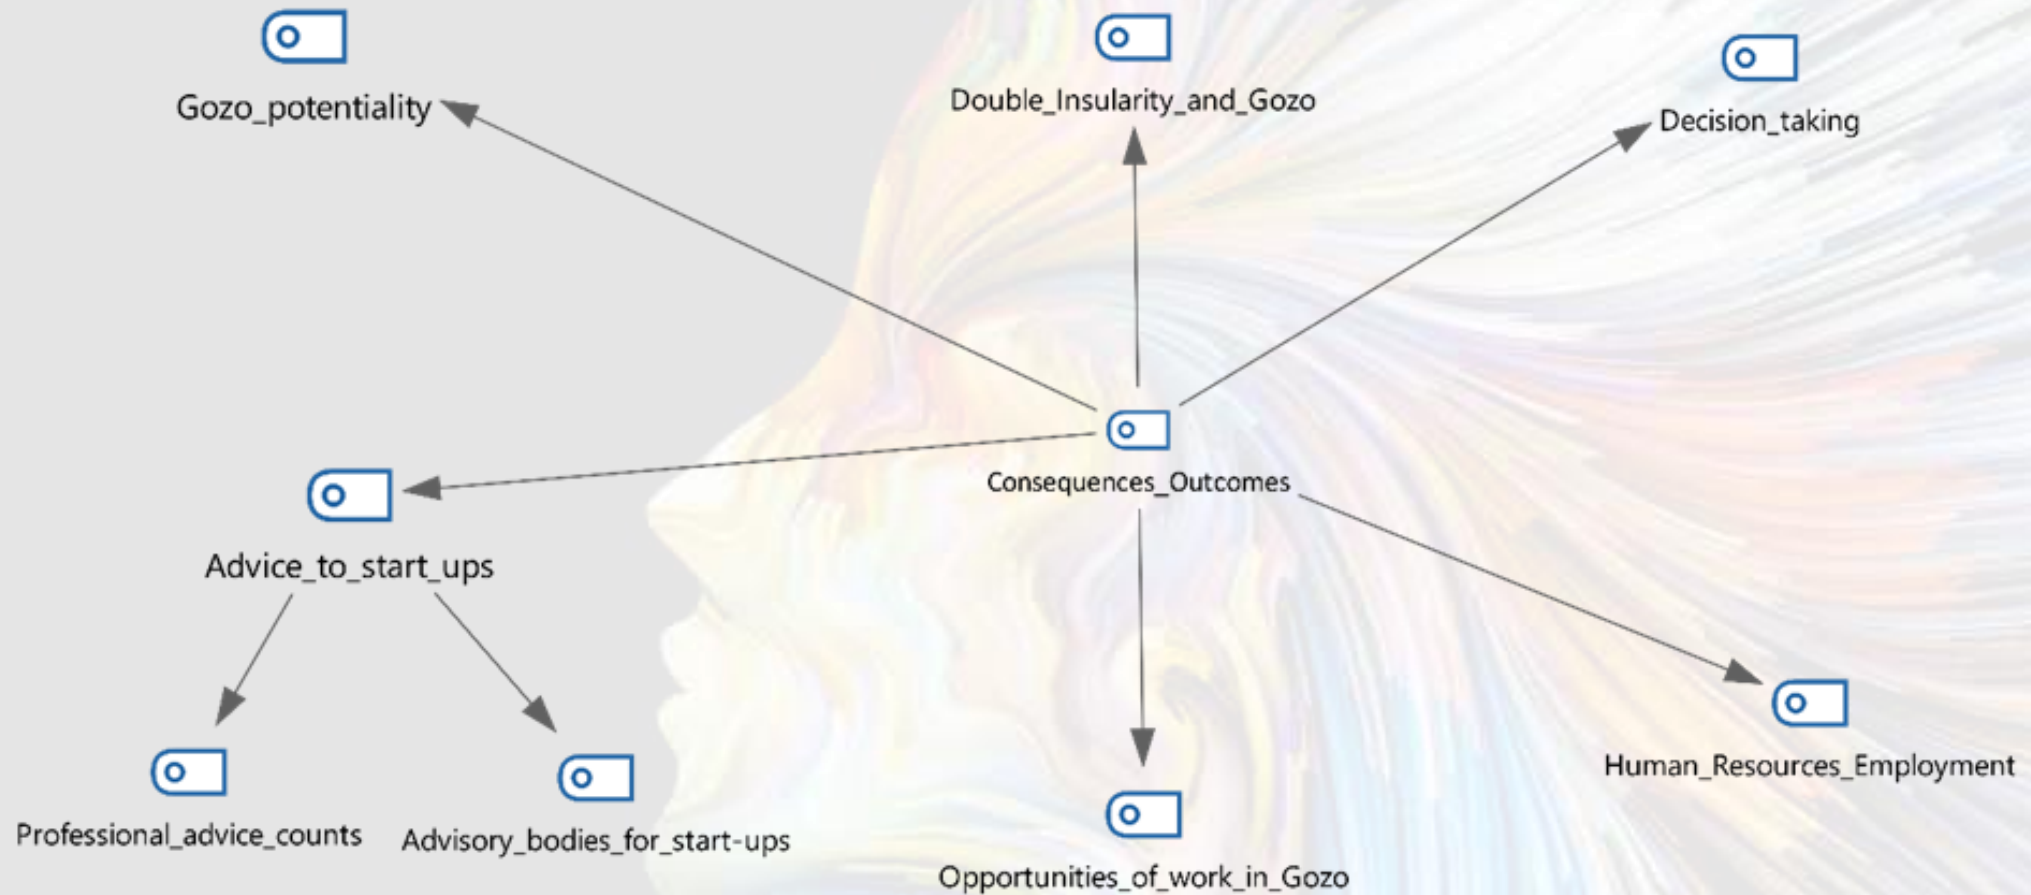 Gozo_potentiality
Double_Insularity_and_Gozo
Decision_taking
Consequences_Outcomes
Advice_to_start_ups
Human_Resources_Employment
Professional_advice_counts
Advisory_bodies_for_start-ups
Opportunities_of_work_in_Gozo